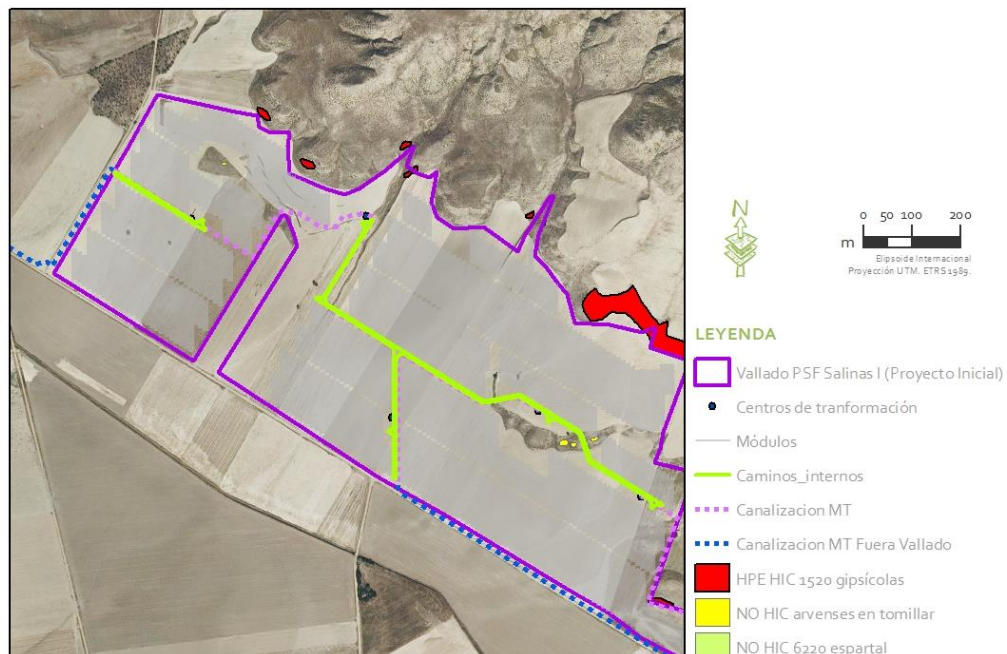 N
0 50 100 200
m
Elipsoide Internacional
Proyección UTM. ETRS1989.
LEYENDA
Vallado PSF Salinas I (Proyecto Inicial)
Centros de tranformación
Módulos
Caminos_internos
Canalizacion MT
Canalizacion MT Fuera Vallado
HPE HIC 1520 gipsícolas
NO HIC arvenses en tomillar
NO HIC 6220 espartal